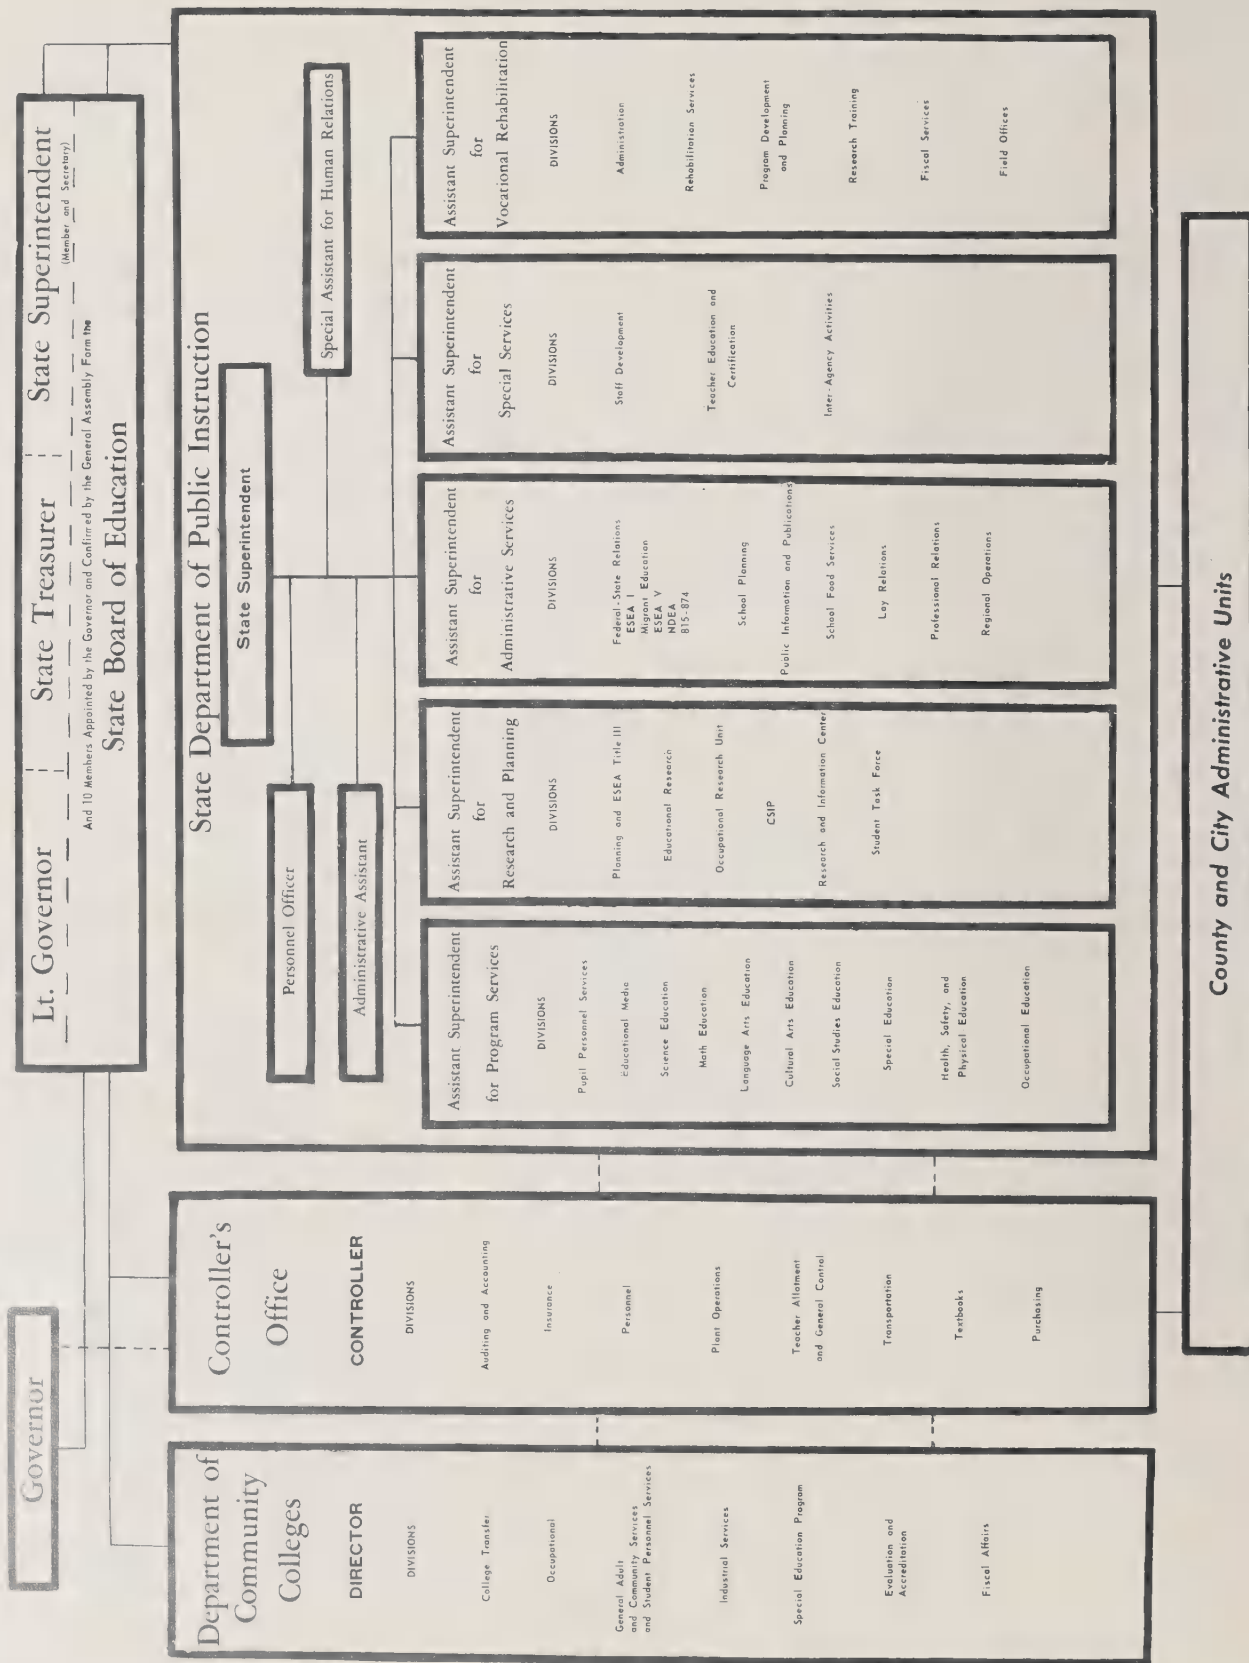 Governor
Lt. Governor
State Treasurer
State Superintendent
(Member and Secretary)
And 10 Members Appointed by the Governor and Confirmed by the General Assembly Form the
State Board of Education
Department of
Community
Colleges
DIRECTOR
DIVISIONS
College Transfer
Occupational
General Adult
and Community Services
and Student Personnel Services
Industrial Services
Special Education Program
Evaluation and
Accreditation
Fiscal Affairs
Controller's
Office
CONTROLLER
DIVISIONS
Auditing and Accounting
Insurance
Personnel
Plant Operations
Teacher Allotment
and General Control
Transportation
Textbooks
Purchasing
State Department of Public Instruction
State Superintendent
Personnel Officer
Administrative Assistant
Special Assistant for Human Relations
Assistant Superintendent
for Program Services
DIVISIONS
Pupil Personnel Services
Educational Media
Science Education
Math Education
Language Arts Education
Cultural Arts Education
Social Studies Education
Special Education
Health, Safety, and
Physical Education
Occupational Education
Assistant Superintendent
for
Research and Planning
DIVISIONS
Planning and ESEA Title III
Educational Research
Occupational Research Unit
CSIP
Research and Information Center
Student Task Force
Assistant Superintendent
for
Administrative Services
DIVISIONS
Federal-State Relations
ESEA I
Migrant Education
ESEA V
NDEA
815-874
School Planning
Public Information and Publications
School Food Services
Lay Relations
Professional Relations
Regional Operations
Assistant Superintendent
for
Special Services
DIVISIONS
Staff Development
Teacher Education and
Certification
Inter-Agency Activities
Assistant Superintendent
for
Vocational Rehabilitation
DIVISIONS
Administration
Rehabilitation Services
Program Development
and Planning
Research Training
Fiscal Services
Field Offices
County and City Administrative Units